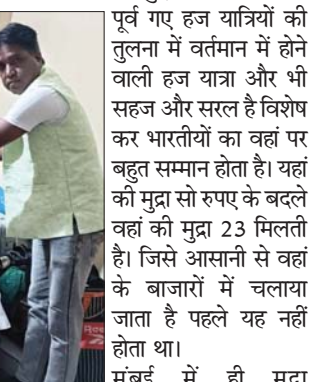 पूर्व गए हज यात्रियों की
तुलना में वर्तमान में होने
वाली हज यात्रा और भी
सहज और सरल है विशेष
कर भारतीयों का वहां पर
बहुत सम्मान होता है। यहां
की मुद्रा सो रुपए के बदले
वहां की मुद्रा 23 मिलती
है। जिसे आसानी से वहां
के बाजारों में चलाया
जाता है पहले यह नहीं
होता था।
मुंबई में ही मुद्रा